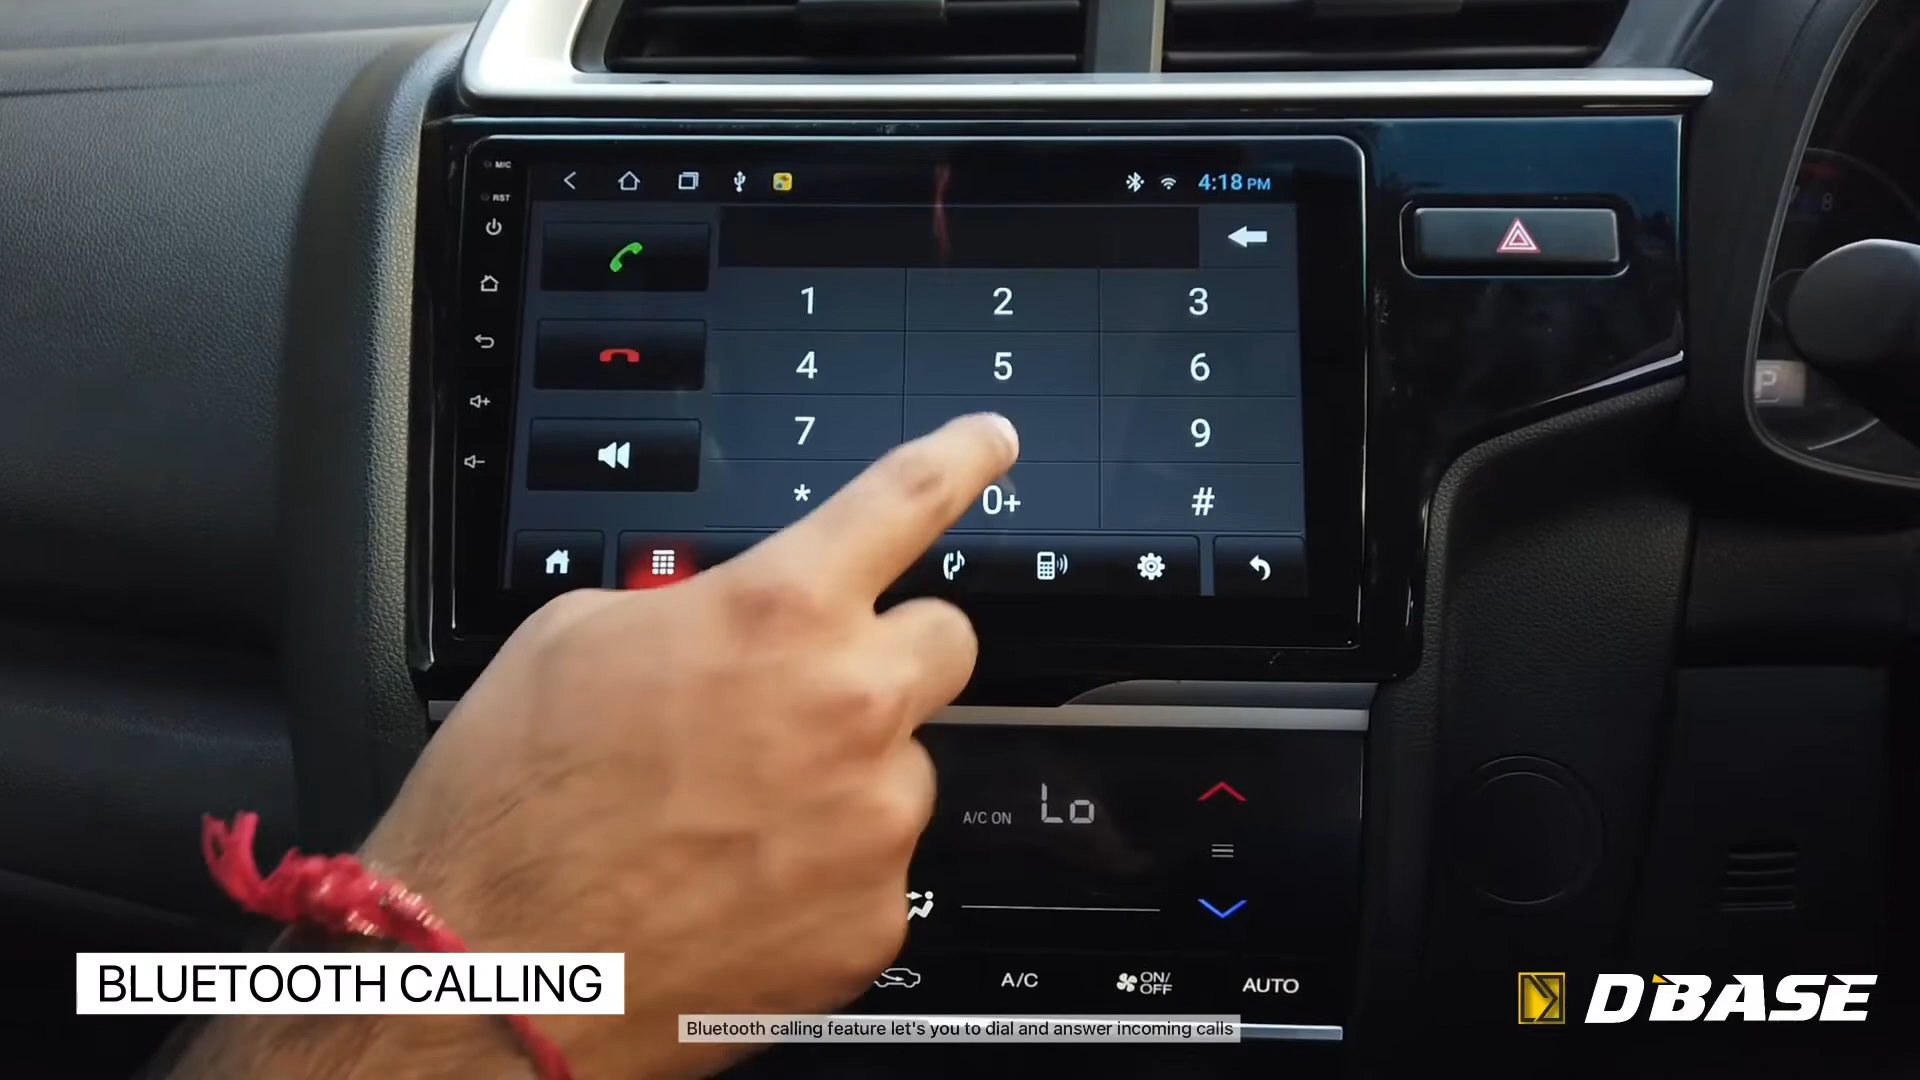 MIC
RST
4:18 PM
1 2 3
4 5 6
7 9
* 0+ #
P
A/C ON Lo
A/C ON/OFF AUTO
BLUETOOTH CALLING
Bluetooth calling feature let's you to dial and answer incoming calls
D'BASE